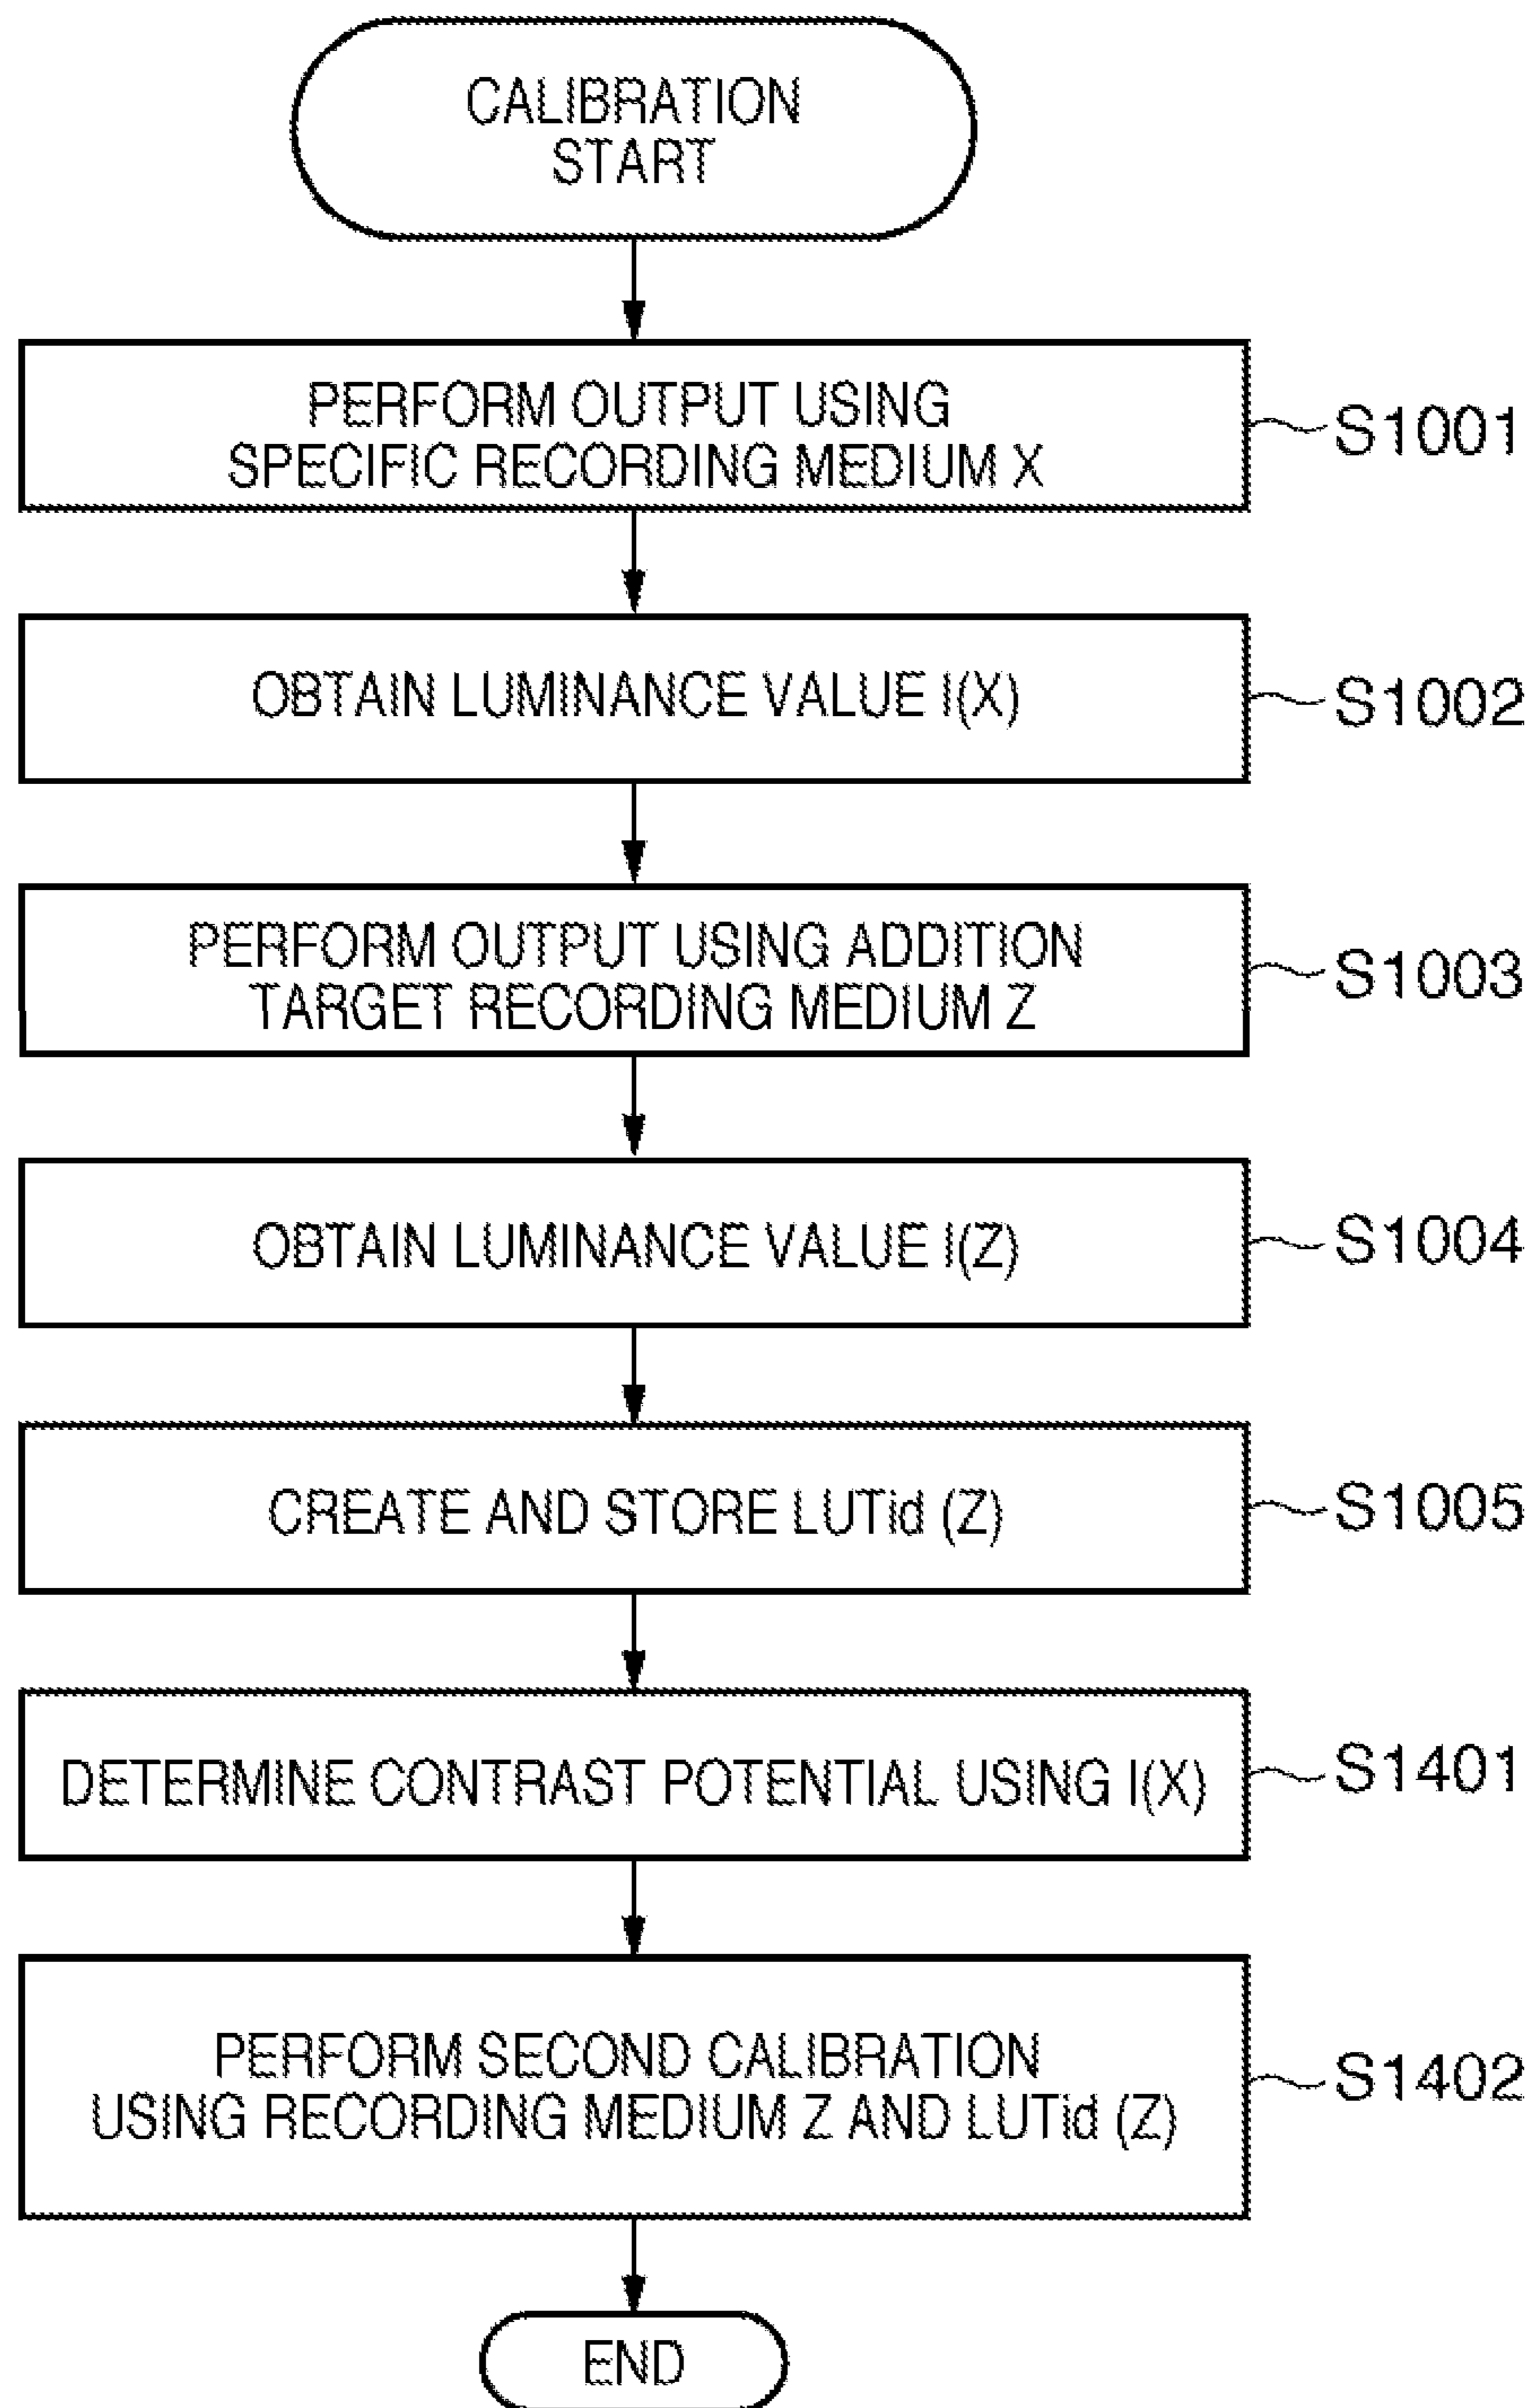 CALIBRATION
START
PERFORM OUTPUT USING
SPECIFIC RECORDING MEDIUM X
S1001
OBTAIN LUMINANCE VALUE I(X)
S1002
PERFORM OUTPUT USING ADDITION
TARGET RECORDING MEDIUM Z
S1003
OBTAIN LUMINANCE VALUE I(Z)
S1004
CREATE AND STORE LUTid (Z)
S1005
DETERMINE CONTRAST POTENTIAL USING I(X)
S1401
PERFORM SECOND CALIBRATION
USING RECORDING MEDIUM Z AND LUTid (Z)
S1402
END